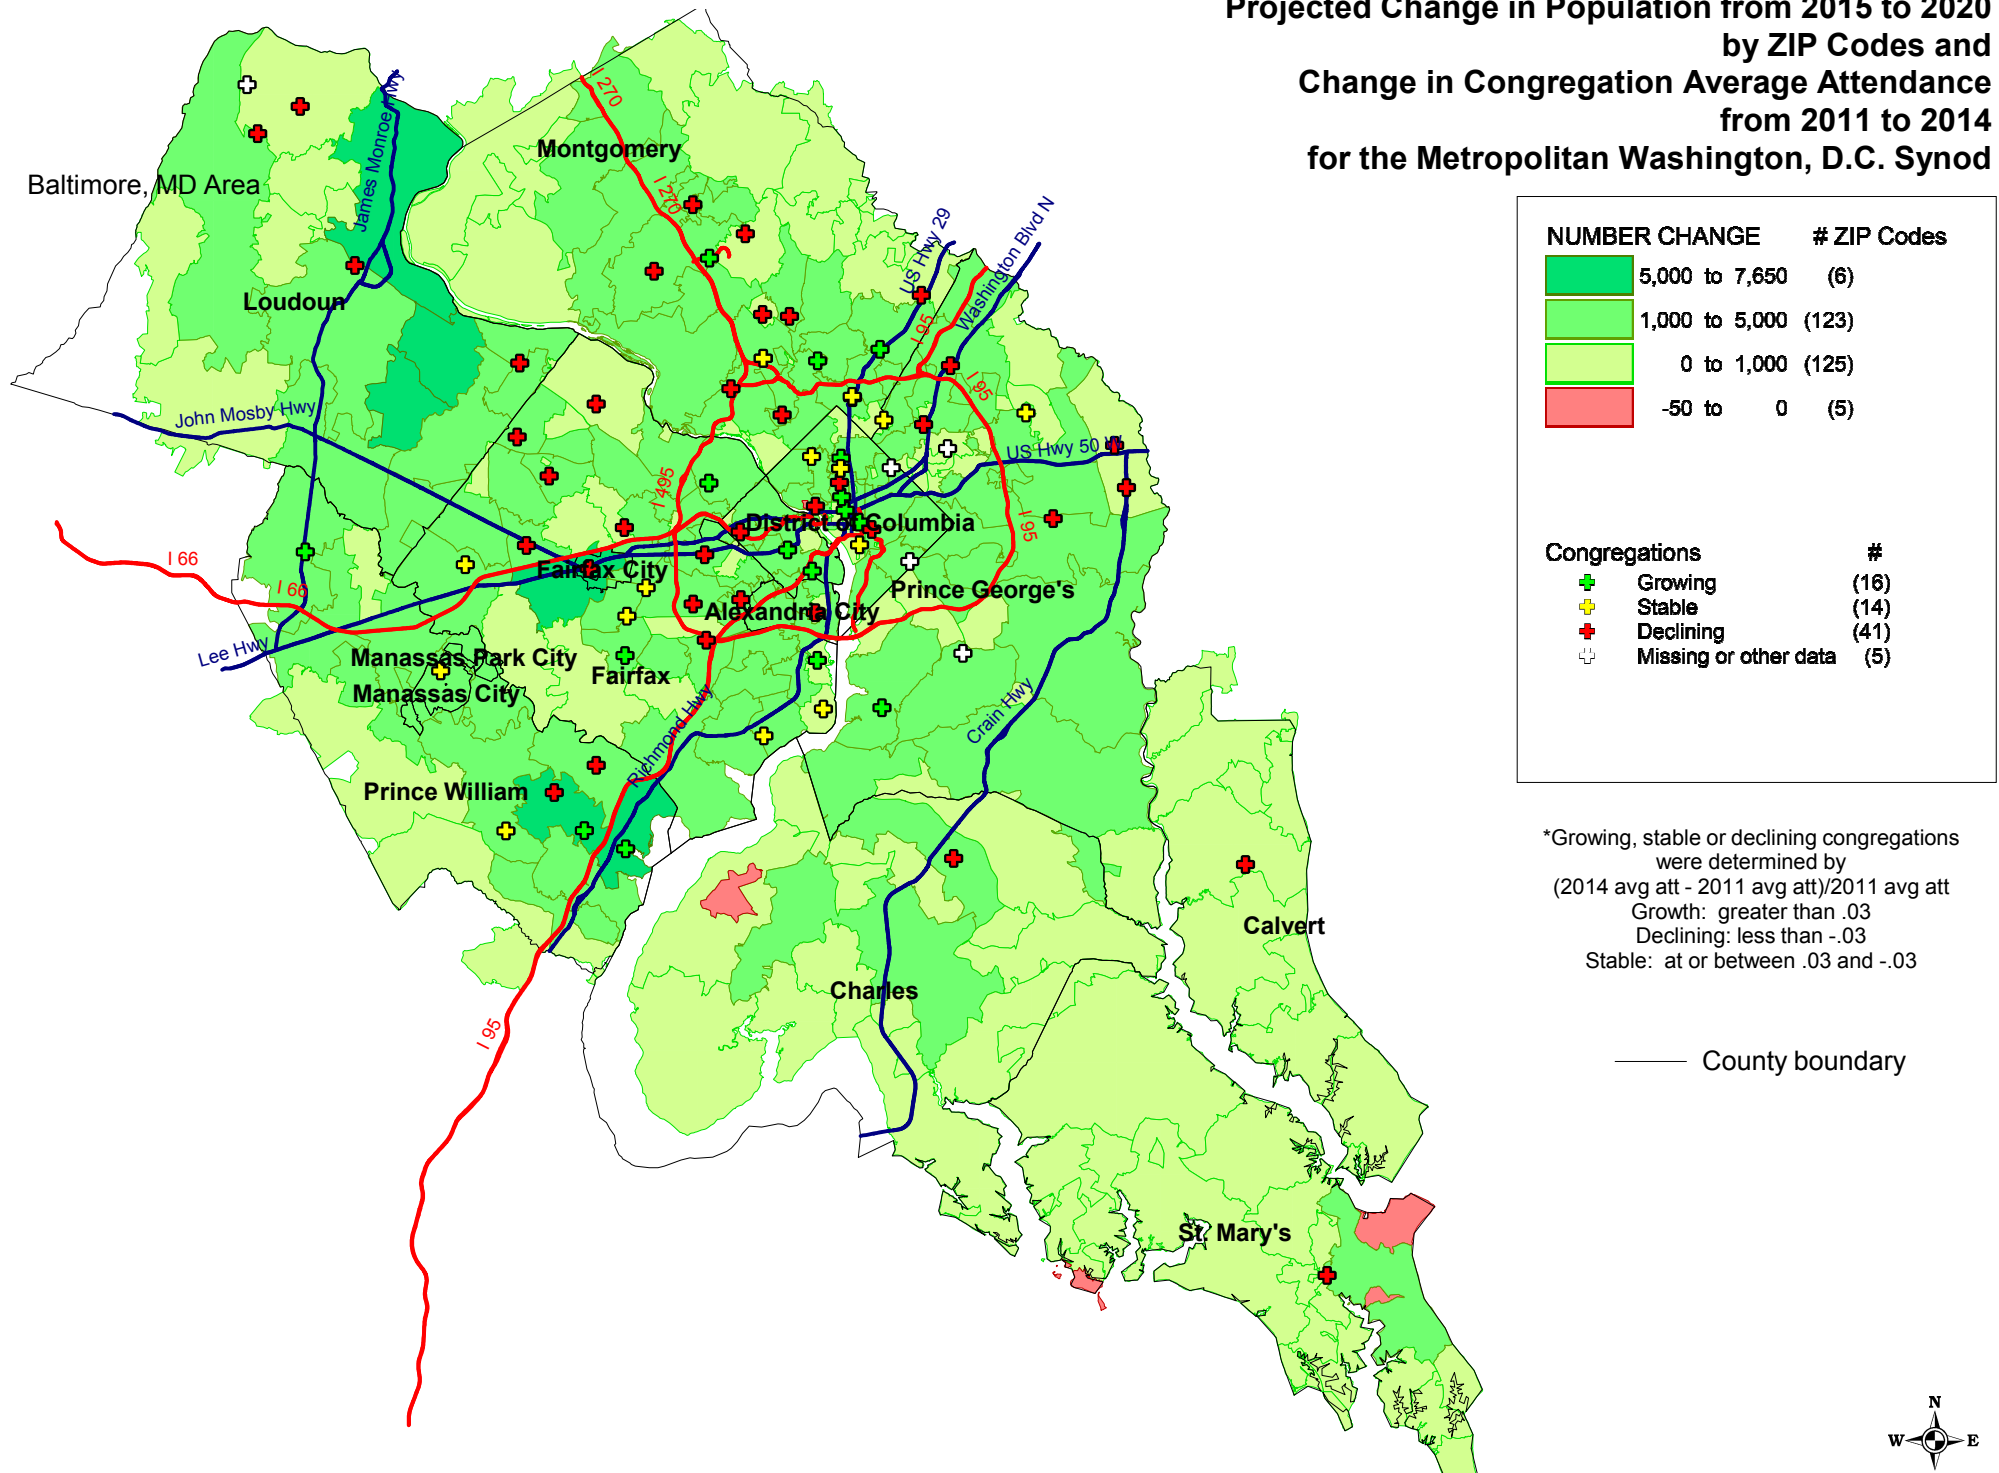 Projected Change in Population from 2015 to 2020
by ZIP Codes and
Change in Congregation Average Attendance
from 2011 to 2014
for the Metropolitan Washington, D.C. Synod
NUMBER CHANGE # ZIP Codes
5,000 to 7,650 (6)
1,000 to 5,000 (123)
0 to 1,000 (125)
-50 to 0 (5)
Congregations #
Growing (16)
Stable (14)
Declining (41)
Missing or other data (5)
*Growing, stable or declining congregations
were determined by
(2014 avg att - 2011 avg att)/2011 avg att
Growth: greater than .03
Declining: less than -.03
Stable: at or between .03 and -.03
County boundary
N
W E
S
Baltimore, MD Area
James Monroe Hwy
I 270
Montgomery
I 270
US Hwy 29
Washington Blvd N
I 95
Loudoun
John Mosby Hwy
I 95
US Hwy 50 W
I 495
District of Columbia
I 95
I 66
I 66
Fairfax City
Prince George's
Alexandria City
Lee Hwy
Manassas Park City
Manassas City
Fairfax
Richmond Hwy
Crain Hwy
Prince William
Calvert
Charles
I 95
St. Mary's